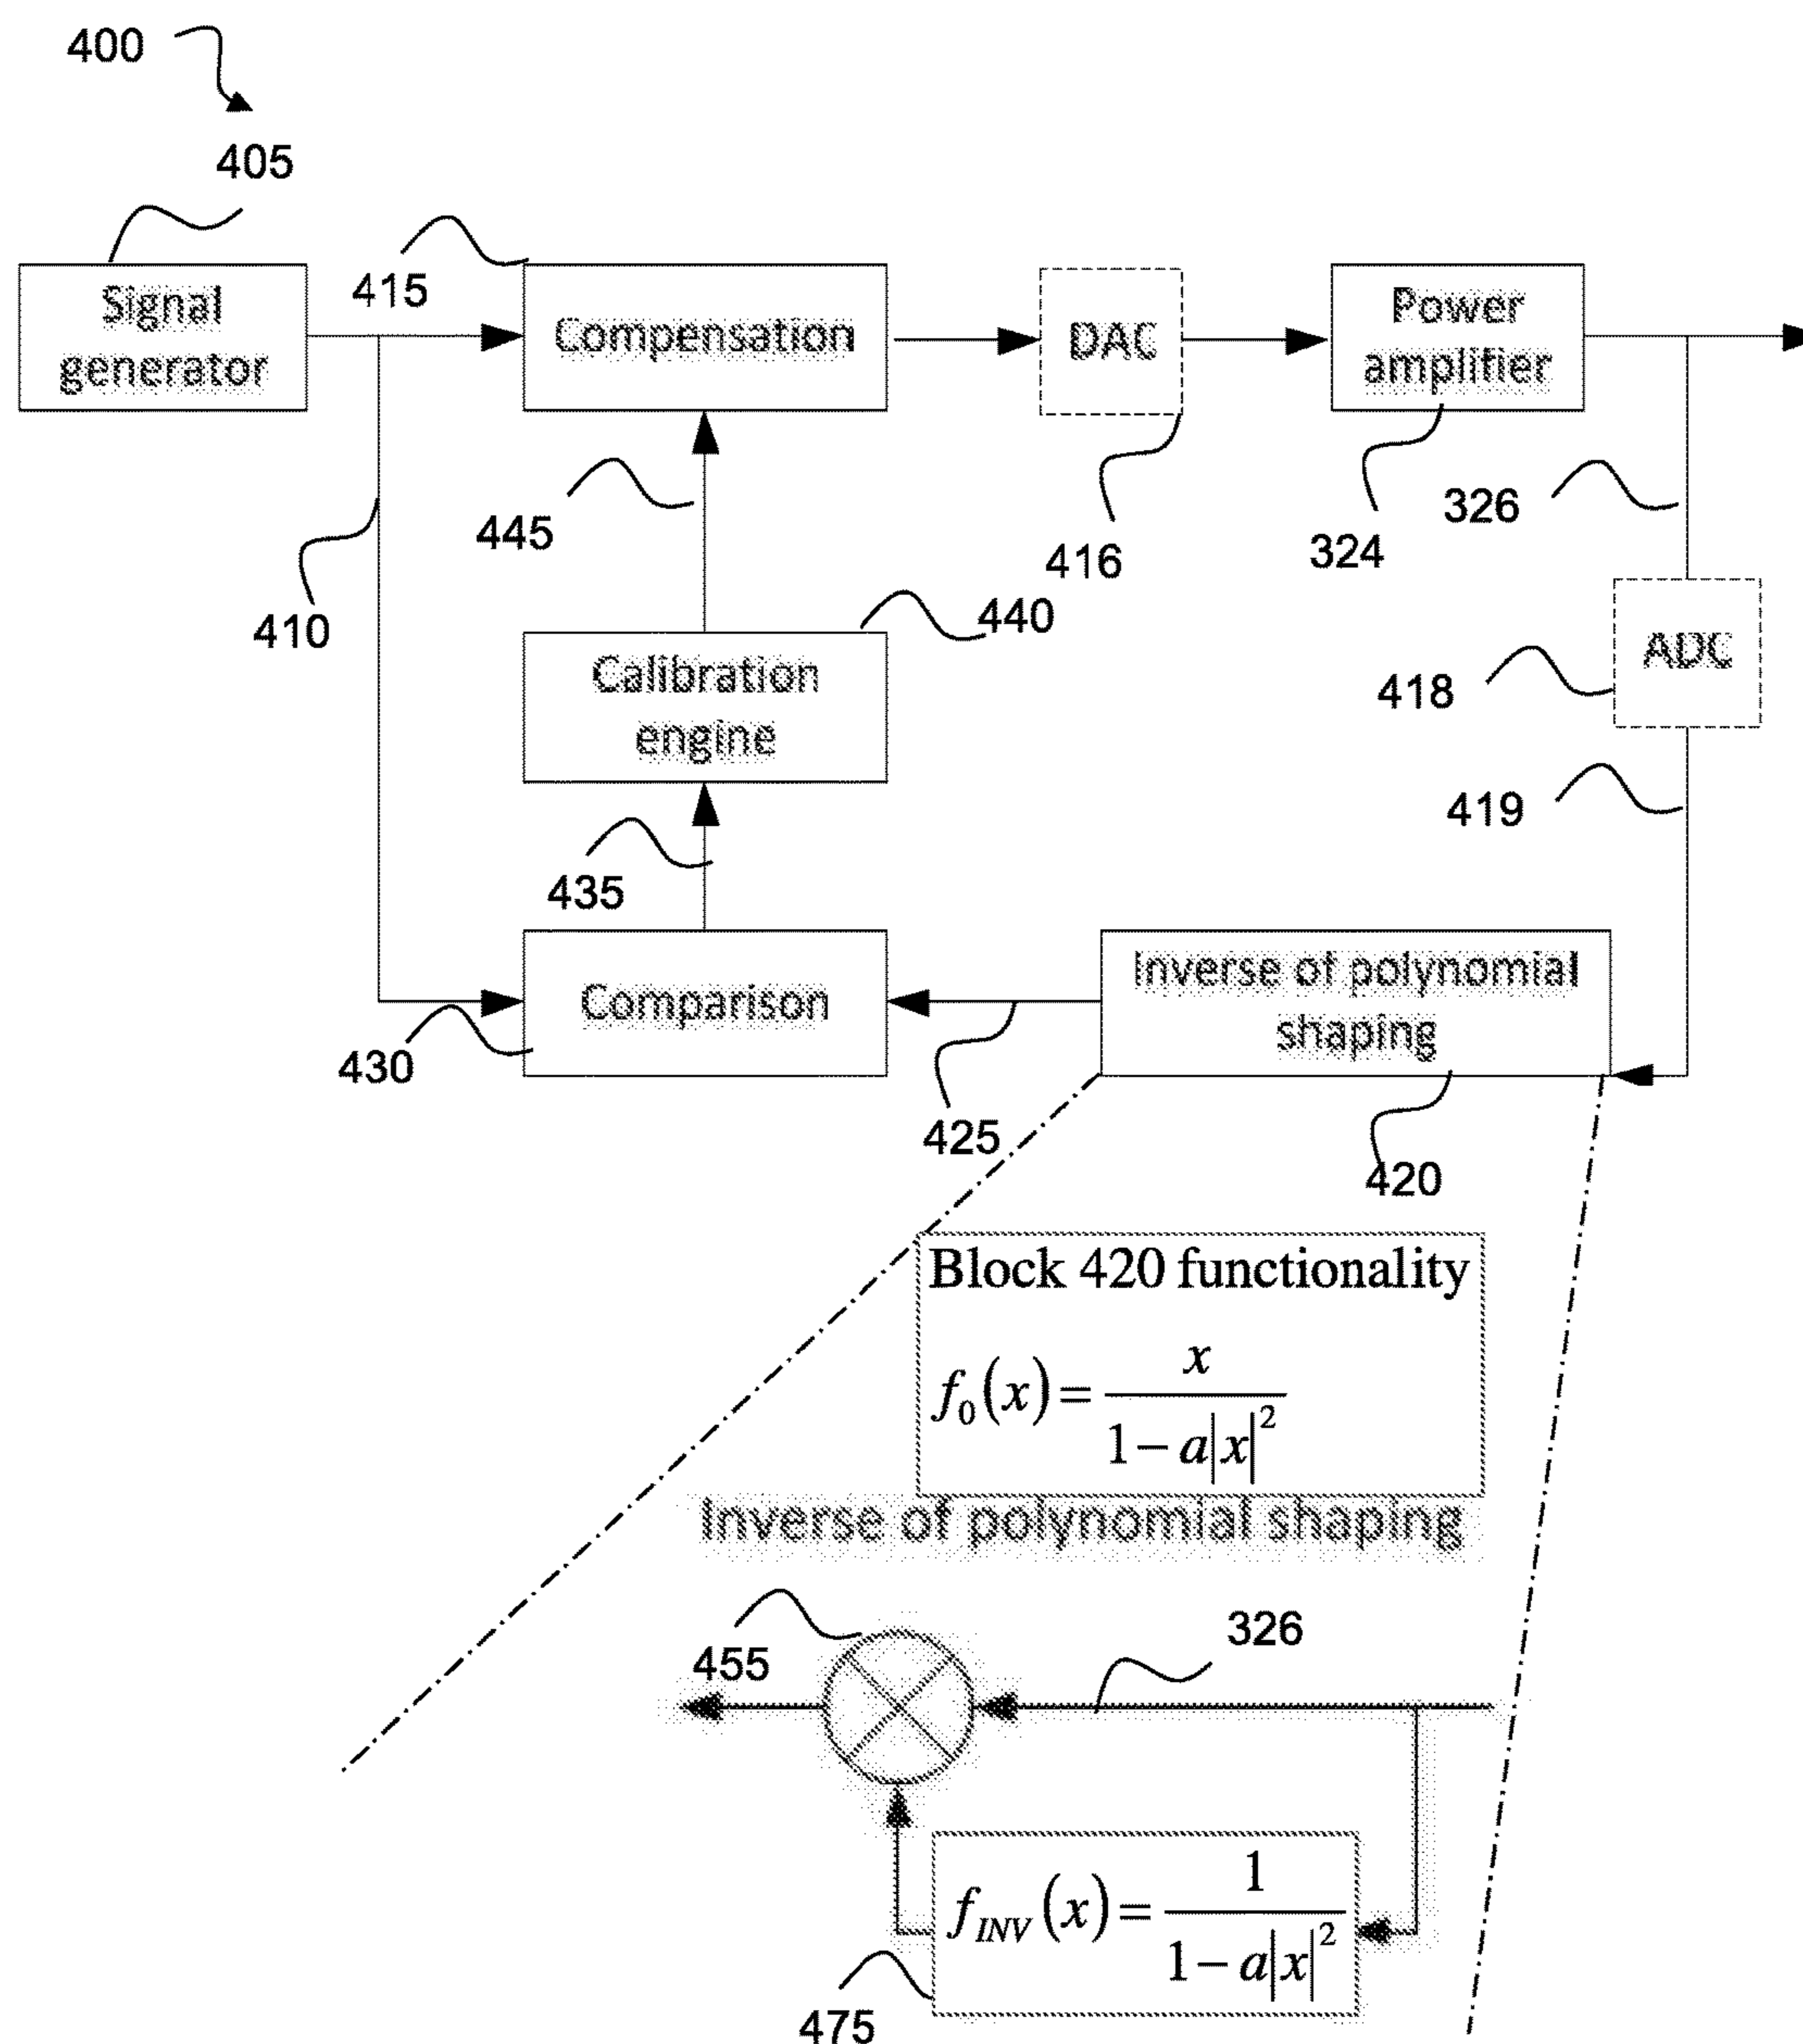 400
405
Signal
generator
415
Compensation
DAC
Power
amplifier
445
416
324
326
410
440
Calibration
engine
ADC
418
419
435
430
Comparison
Inverse of polynomial
shaping
425
420
Block 420 functionality
f₀(x) = x / (1 − a|x|²)
Inverse of polynomial shaping
455
326
f_INV(x) = 1 / (1 − a|x|²)
475